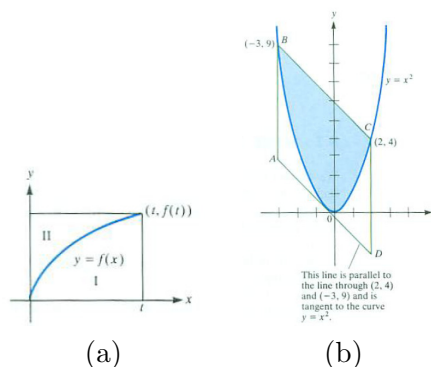 y
(t, f(t))
II
y = f(x)
I
t
x
(a)
(−3, 9)
B
y = x²
C
(2, 4)
A
0
D
This line is parallel to
the line through (2, 4)
and (−3, 9) and is
tangent to the curve
y = x².
(b)